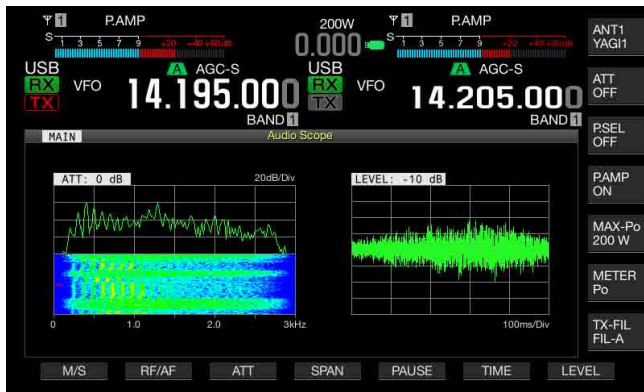 1 P.AMP 200W 1 P.AMP
S 1 3 5 7 9 +20 +40 +60dB 0.000 S 1 3 5 7 9 +20 +40 +60dB
USB A AGC-S USB A AGC-S
RX VFO 14.195.000 RX VFO 14.205.000
TX TX
BAND 1 BAND 1
MAIN Audio Scope
ATT: 0 dB 20dB/Div LEVEL: -10 dB
0 1.0 2.0 3kHz 100ms/Div
M/S RF/AF ATT SPAN PAUSE TIME LEVEL
ANT1
YAGI1
ATT
OFF
P.SEL
OFF
P.AMP
ON
MAX-Po
200 W
METER
Po
TX-FIL
FIL-A